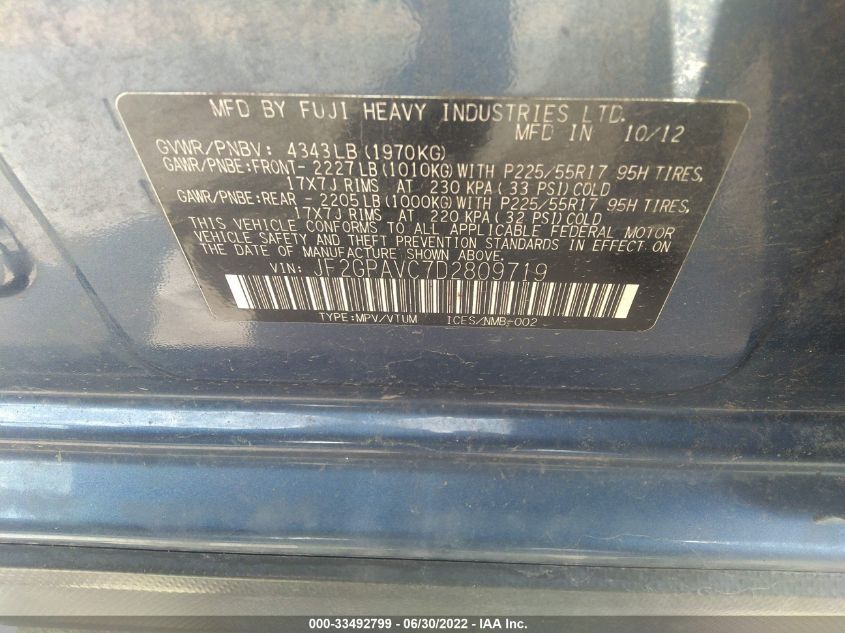 MFD BY FUJI HEAVY INDUSTRIES LTD.
MFD IN 10/12
GVWR/PNBV: 4343LB(1970KG)
GAWR/PNBE:FRONT- 2227LB(1010KG)WITH P225/55R17 95H TIRES,
17X7J RIMS AT 230 KPA(33 PSI)COLD
GAWR/PNBE:REAR - 2205LB(1000KG)WITH P225/55R17 95H TIRES,
17X7J RIMS AT 220 KPA(32 PSI)COLD
THIS VEHICLE CONFORMS TO ALL APPLICABLE FEDERAL MOTOR
VEHICLE SAFETY AND THEFT PREVENTION STANDARDS IN EFFECT ON
THE DATE OF MANUFACTURE SHOWN ABOVE.
VIN: JF2GPAVC7D2809719
TYPE:MPV/VTUM ICES/NMB-002
000-33492799 - 06/30/2022 - IAA Inc.